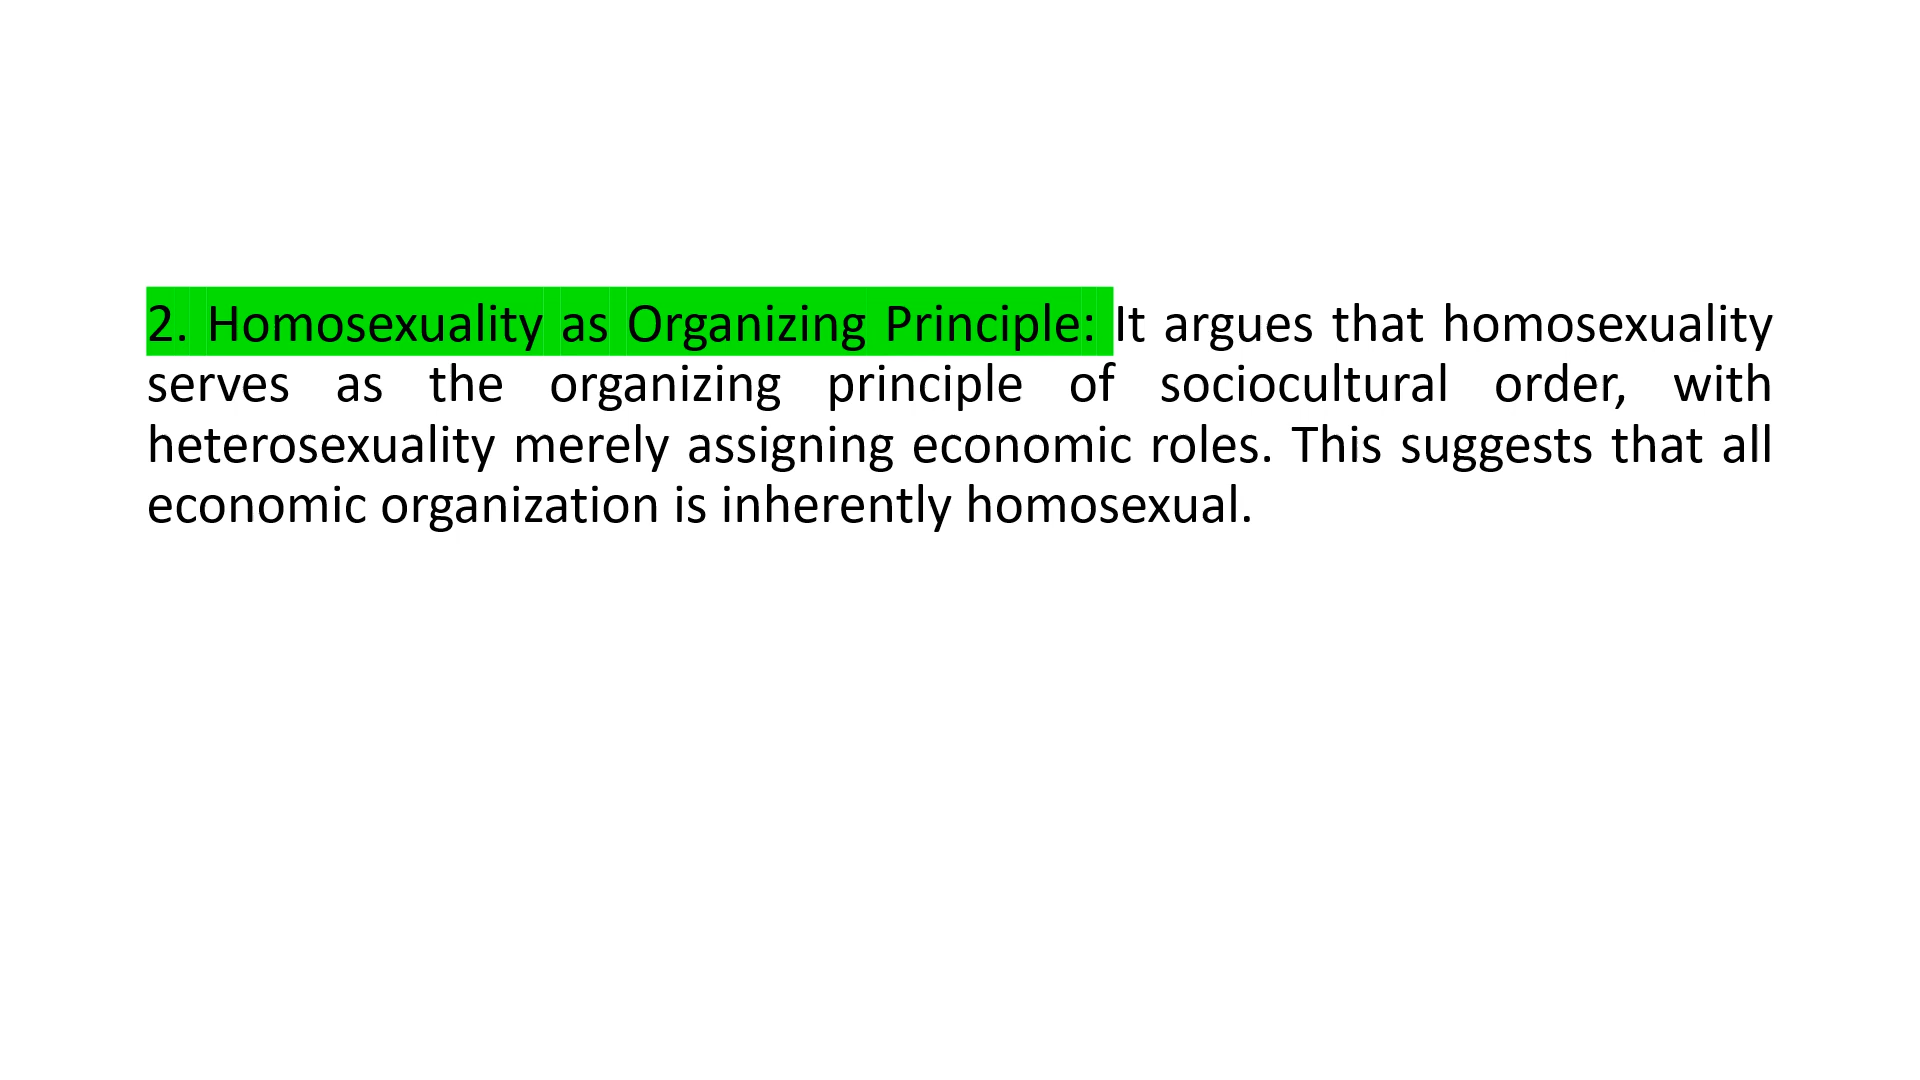 2. Homosexuality as Organizing Principle: It argues that homosexuality
serves as the organizing principle of sociocultural order, with
heterosexuality merely assigning economic roles. This suggests that all
economic organization is inherently homosexual.